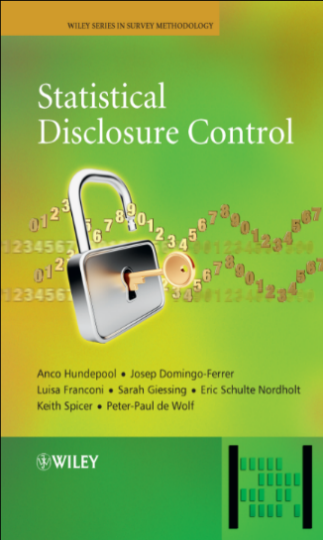 WILEY SERIES IN SURVEY METHODOLOGY
Statistical
Disclosure Control
Anco Hundepool • Josep Domingo-Ferrer
Luisa Franconi • Sarah Giessing • Eric Schulte Nordholt
Keith Spicer • Peter-Paul de Wolf
WILEY